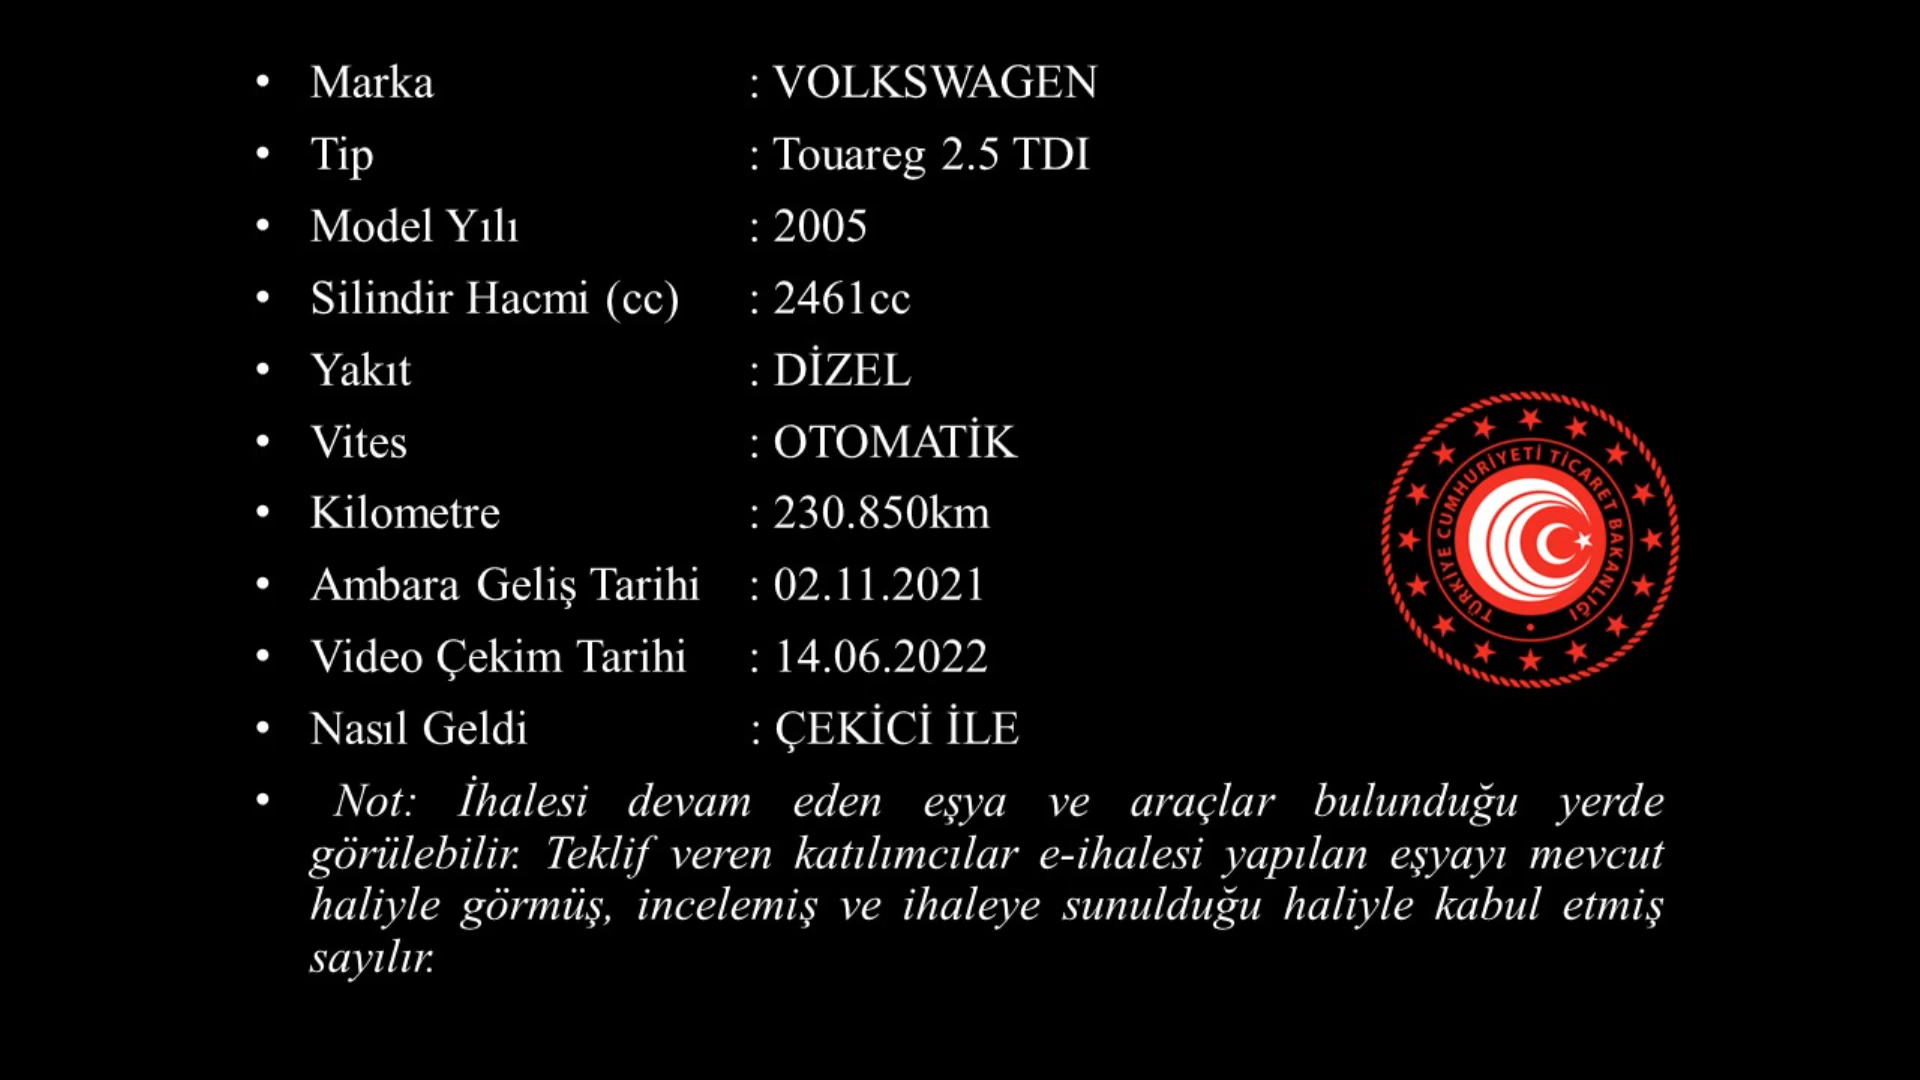 • Marka : VOLKSWAGEN
• Tip : Touareg 2.5 TDI
• Model Yılı : 2005
• Silindir Hacmi (cc) : 2461cc
• Yakıt : DİZEL
• Vites : OTOMATİK
• Kilometre : 230.850km
• Ambara Geliş Tarihi : 02.11.2021
• Video Çekim Tarihi : 14.06.2022
• Nasıl Geldi : ÇEKİCİ İLE
• Not: İhalesi devam eden eşya ve araçlar bulunduğu yerde
görülebilir. Teklif veren katılımcılar e-ihalesi yapılan eşyayı mevcut
haliyle görmüş, incelemiş ve ihaleye sunulduğu haliyle kabul etmiş
sayılır.
TÜRKİYE CUMHURİYETİ TİCARET BAKANLIĞI